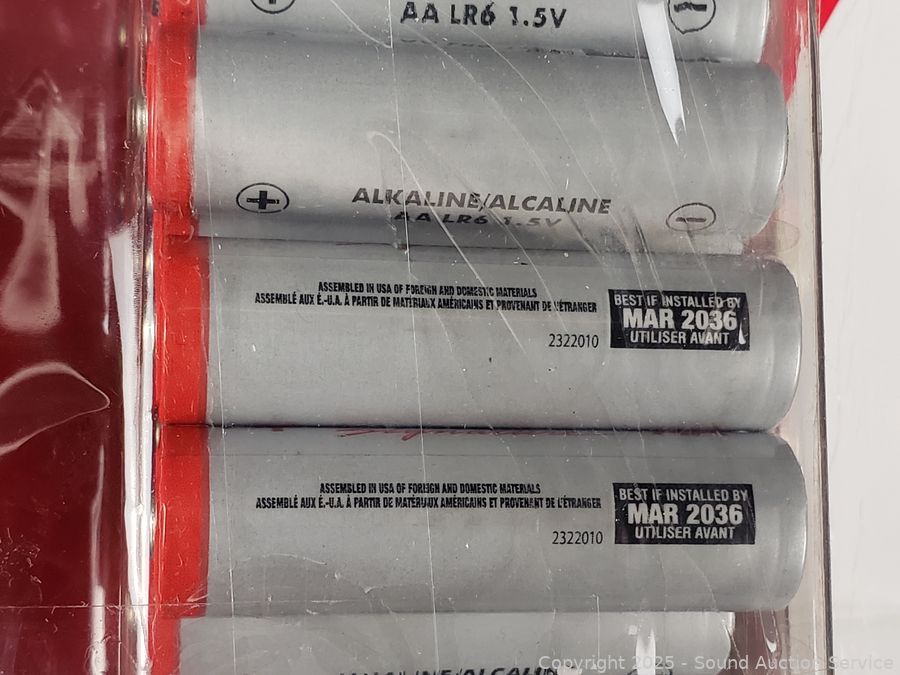 + AA LR6 1.5V -
ALKALINE/ALCALINE
+ AA LR6 1.5V -
ASSEMBLED IN USA OF FOREIGN AND DOMESTIC MATERIALS
ASSEMBLÉ AUX É.-U.A. À PARTIR DE MATÉRIAUX AMÉRICAINS ET PROVENANT DE L'ÉTRANGER
2322010
BEST IF INSTALLED BY
MAR 2036
UTILISER AVANT
ASSEMBLED IN USA OF FOREIGN AND DOMESTIC MATERIALS
ASSEMBLÉ AUX É.-U.A. À PARTIR DE MATÉRIAUX AMÉRICAINS ET PROVENANT DE L'ÉTRANGER
2322010
BEST IF INSTALLED BY
MAR 2036
UTILISER AVANT
ALKALINE/ALCALIN
Copyright 2025 - Sound Auction Service